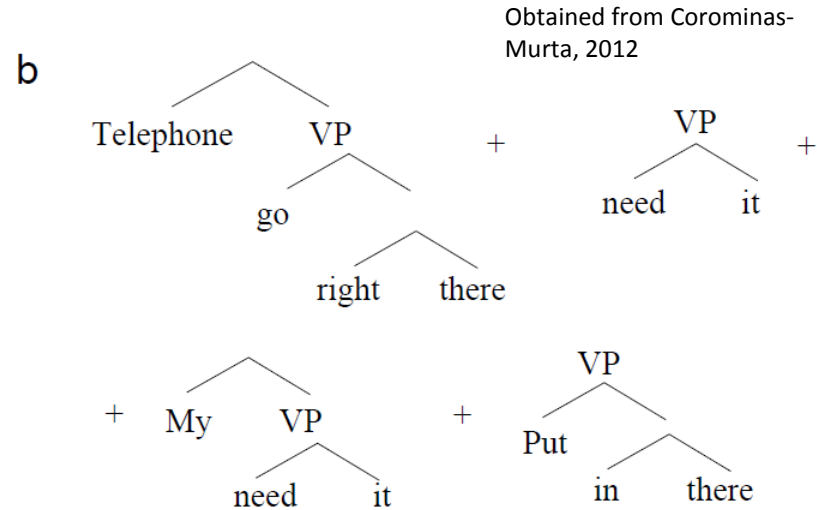 Obtained from Corominas-
Murta, 2012
b
Telephone VP + VP +
go need it
right there
+ My VP + VP
Put
need it in there